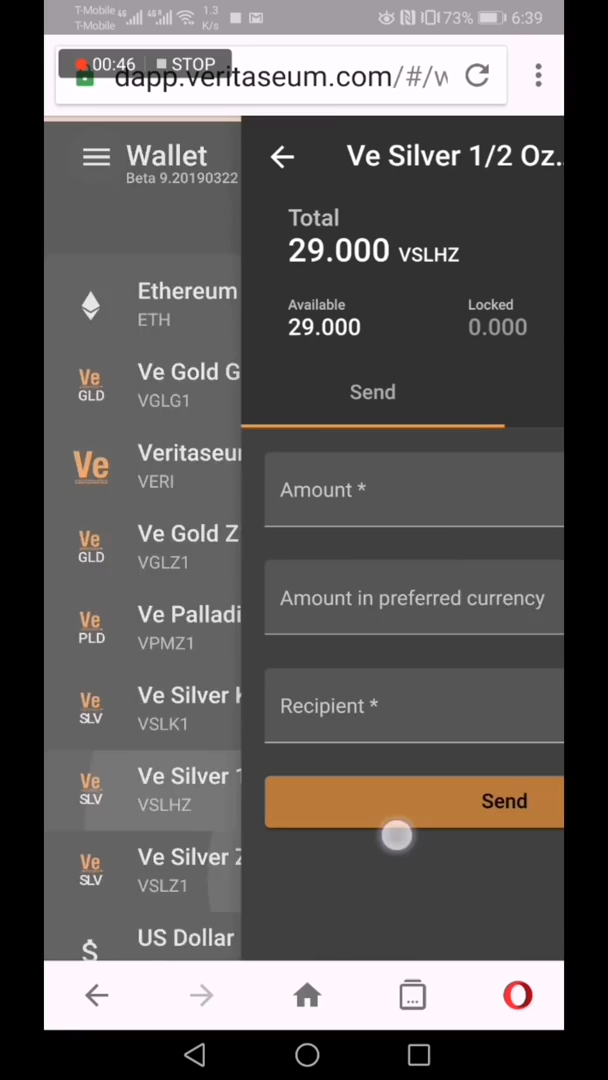 T-Mobile 4G 4G 1.3 73% 6:39
T-Mobile K/s
00:46 STOP
dapp.veritaseum.com/#/w
Wallet
Beta 9.20190322
Ve Silver 1/2 Oz..
Total
29.000 VSLHZ
Available Locked
29.000 0.000
Send
Amount *
Amount in preferred currency
Recipient *
Send
Ethereum
ETH
Ve GLD
Ve Gold G
VGLG1
Ve
Veritaseu
VERI
Ve GLD
Ve Gold Z
VGLZ1
Ve PLD
Ve Palladi
VPMZ1
Ve SLV
Ve Silver
VSLK1
Ve SLV
Ve Silver 1
VSLHZ
Ve SLV
Ve Silver Z
VSLZ1
$
US Dollar